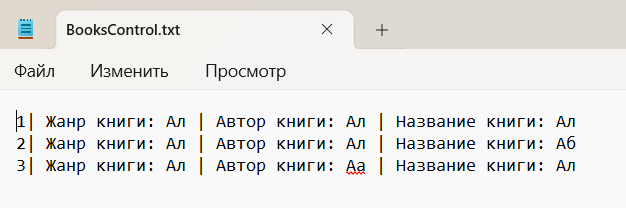 BooksControl.txt
Файл Изменить Просмотр
1| Жанр книги: Ал | Автор книги: Ал | Название книги: Ал
2| Жанр книги: Ал | Автор книги: Ал | Название книги: Аб
3| Жанр книги: Ал | Автор книги: Аа | Название книги: Ал